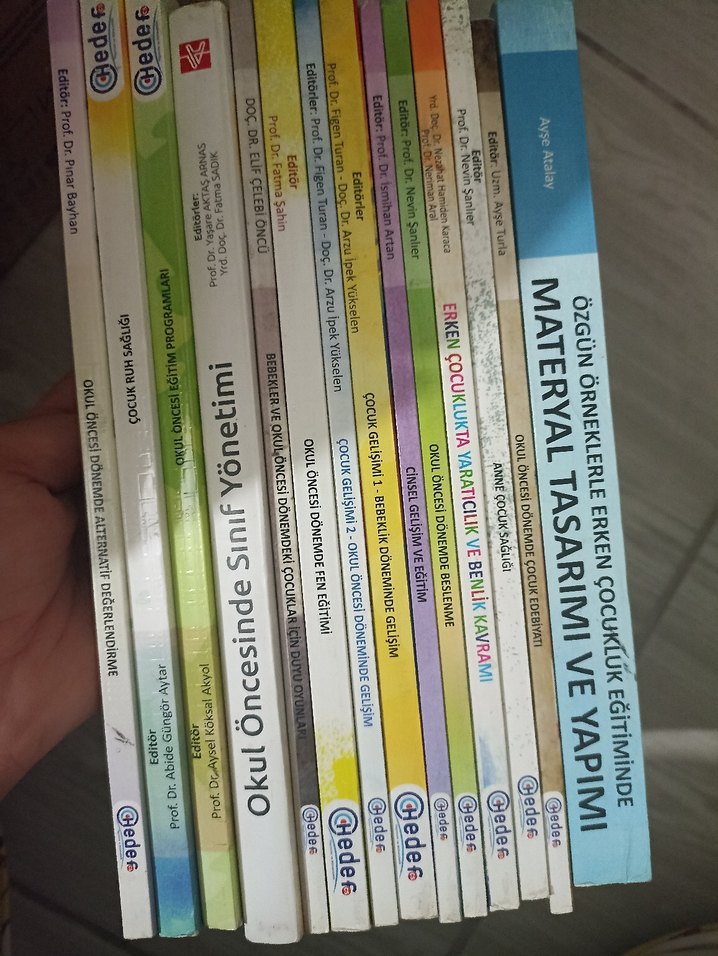 Editör: Prof. Dr. Pınar Bayhan
OKUL ÖNCESİ DÖNEMDE ALTERNATİF DEĞERLENDİRME
Hedef
Hedef
ÇOCUK RUH SAĞLIĞI
Editör
Prof. Dr. Abide Güngör Aytar
Hedef
OKUL ÖNCESİ EĞİTİM PROGRAMLARI
Editör
Prof. Dr. Aysel Köksal Akyol
Editörler:
Prof. Dr. Yaşare AKTAŞ ARNAS
Yrd. Doç. Dr. Fatma SADIK
Okul Öncesinde Sınıf Yönetimi
DOÇ. DR. ELİF ÇELEBİ ÖNCÜ
BEBEKLER VE OKUL ÖNCESİ DÖNEMDEKİ ÇOCUKLAR İÇİN DUYU OYUNLARI
Hedef
Editör
Prof. Dr. Fatma Şahin
OKUL ÖNCESİ DÖNEMDE FEN EĞİTİMİ
Hedef
Editörler: Prof. Dr. Figen Turan - Doç. Dr. Arzu İpek Yükselen
ÇOCUK GELİŞİMİ 2 - OKUL ÖNCESİ DÖNEMİNDE GELİŞİM
Hedef
Editörler
Prof. Dr. Figen Turan - Doç. Dr. Arzu İpek Yükselen
ÇOCUK GELİŞİMİ 1 - BEBEKLİK DÖNEMİNDE GELİŞİM
Hedef
Editör: Prof. Dr. Ismihan Artan
CİNSEL GELİŞİM VE EĞİTİM
Hedef
Editör: Prof. Dr. Nevin Şanlıer
OKUL ÖNCESİ DÖNEMDE BESLENME
Hedef
Yrd. Doç. Dr. Nezahat Hamiden Karaca
Prof. Dr. Neriman Aral
ERKEN ÇOCUKLUKTA YARATICILIK VE BENLİK KAVRAMI
Hedef
Editör
Prof. Dr. Nevin Şanlıer
ANNE ÇOCUK SAĞLIĞI
Hedef
Editör: Uzm. Ayşe Turla
OKUL ÖNCESİ DÖNEMDE ÇOCUK EDEBİYATI
Hedef
Ayşe Atalay
ÖZGÜN ÖRNEKLERLE ERKEN ÇOCUKLUK EĞİTİMİNDE
MATERYAL TASARIMI VE YAPIMI